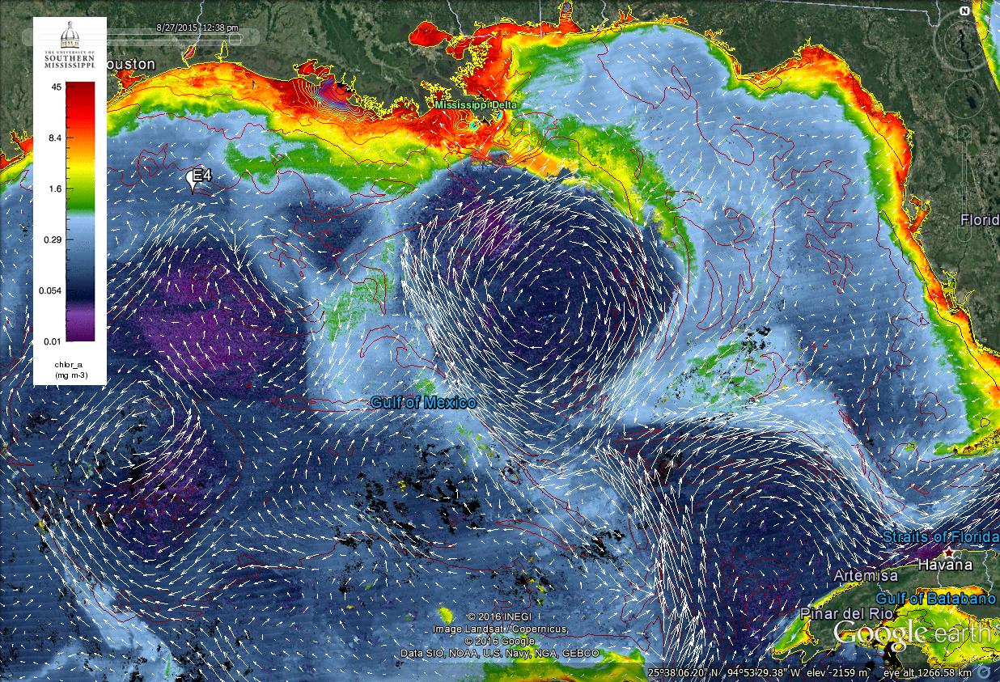 8/27/2015 12:38 pm
N
THE UNIVERSITY OF
SOUTHERN
MISSISSIPPI
ouston
45
8.4
1.6
0.29
0.054
0.01
chlor_a
(mg m-3)
Mississippi Delta
E4
Florid
Gulf of Mexico
Straits of Florida
Havana
Artemisa
Gulf of Batabano
Pinar del Rio
© 2016 INEGI
Image Landsat / Copernicus,
© 2016 Google
Data SIO, NOAA, U.S. Navy, NGA, GEBCO
Google earth
25°38'06.20" N 94°53'29.38" W elev -2159 m eye alt 1266.58 km